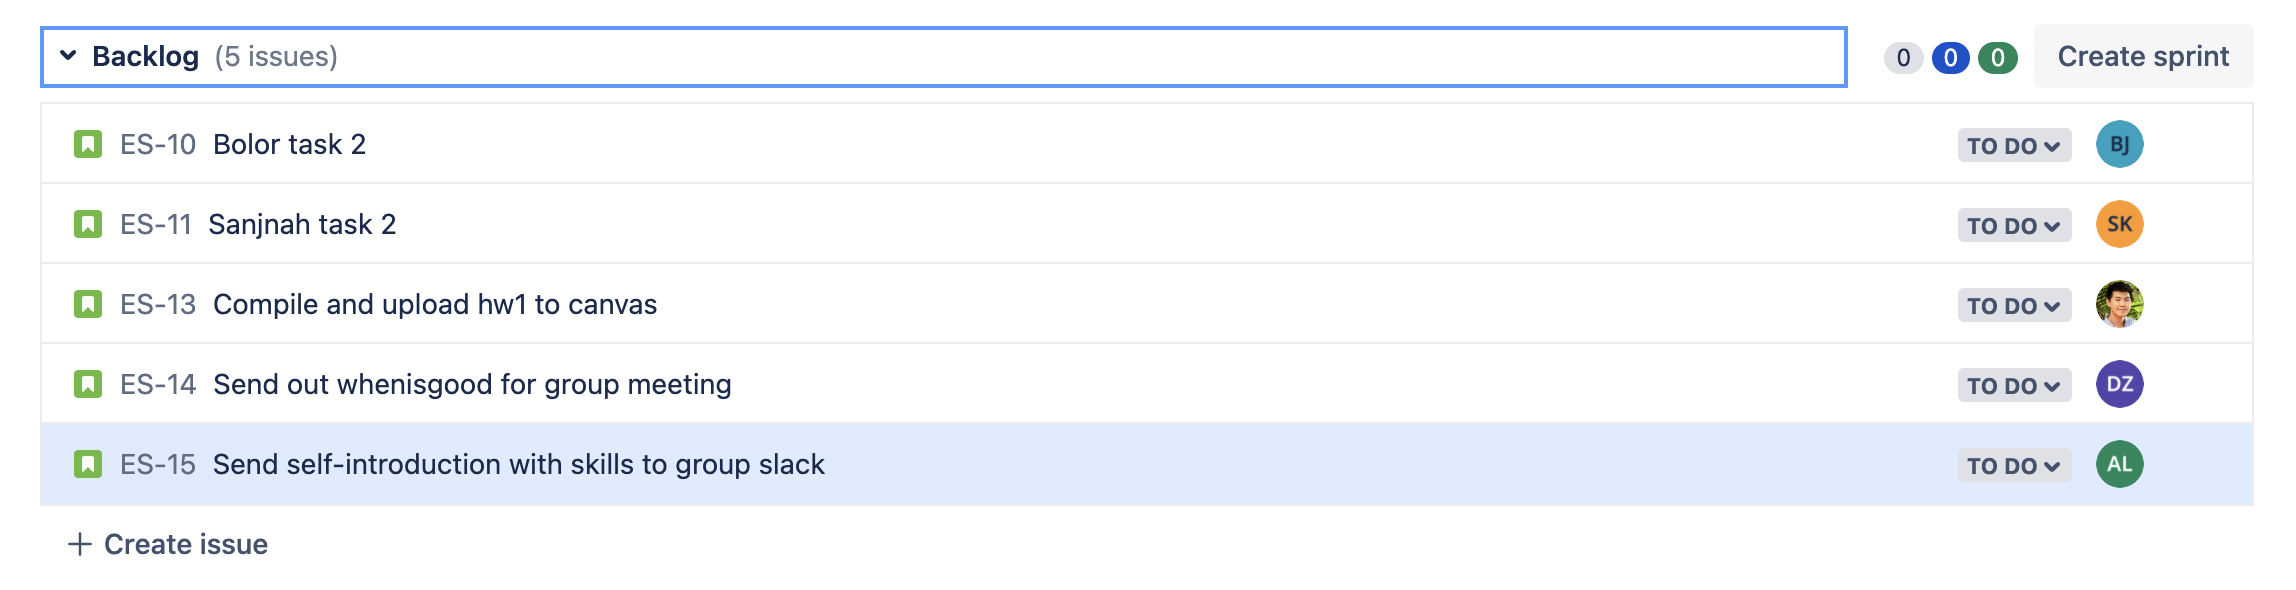 Backlog (5 issues) 0 0 0 Create sprint
ES-10 Bolor task 2 TO DO BJ
ES-11 Sanjnah task 2 TO DO SK
ES-13 Compile and upload hw1 to canvas TO DO
ES-14 Send out whenisgood for group meeting TO DO DZ
ES-15 Send self-introduction with skills to group slack TO DO AL
+ Create issue